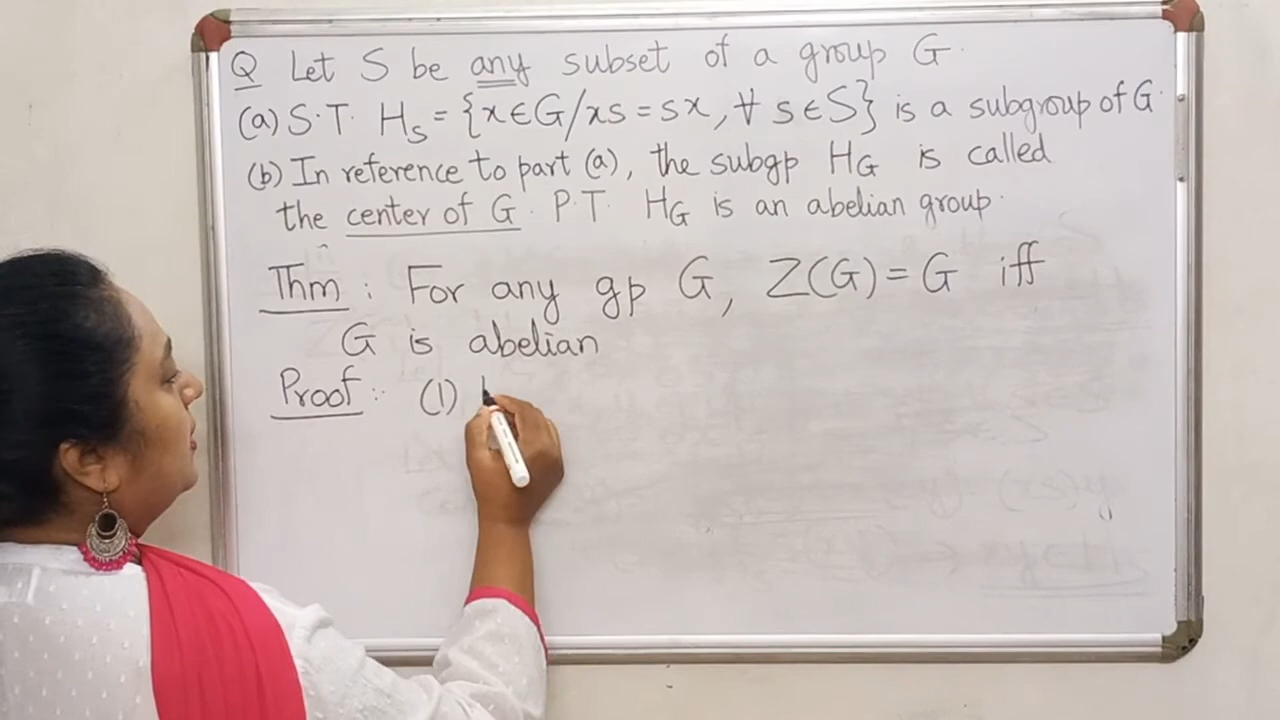 Q Let S be any subset of a group G.
(a) S.T. H_S = {x∈G/xs = sx, ∀ s∈S} is a subgroup of G.
(b) In reference to part (a), the subgp H_G is called
the center of G. P.T. H_G is an abelian group.
Thm : For any gp G, Z(G) = G iff
G is abelian
Proof :- (1)